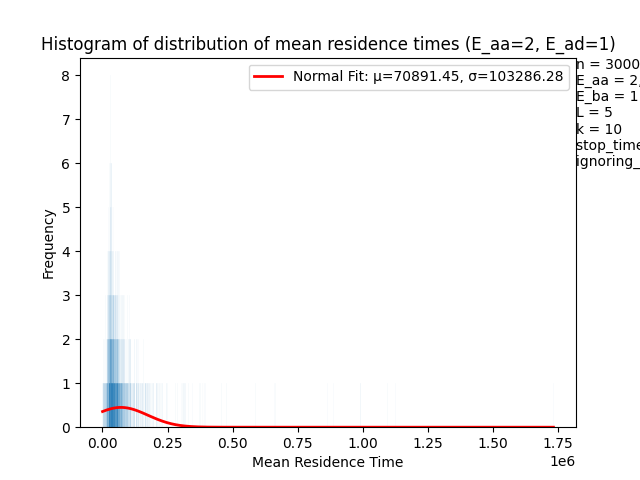 Histogram of distribution of mean residence times (E_aa=2, E_ad=1)
n = 3000
E_aa = 2,
E_ba = 1
L = 5
k = 10
stop_time
ignoring_
Normal Fit: μ=70891.45, σ=103286.28
Frequency
8
7
6
5
4
3
2
1
0
0.00 0.25 0.50 0.75 1.00 1.25 1.50 1.75
1e6
Mean Residence Time